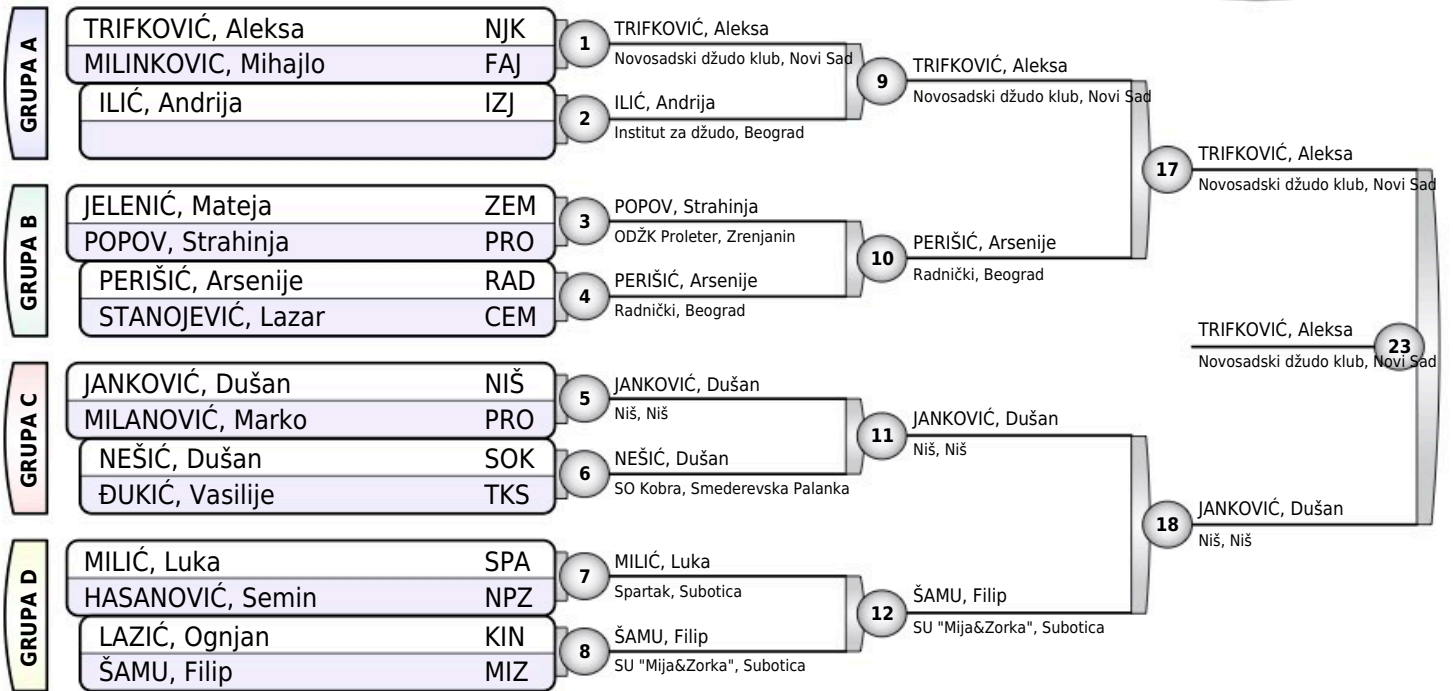 GRUPA A
TRIFKOVIĆ, Aleksa NJK
MILINKOVIC, Mihajlo FAJ
ILIĆ, Andrija IZJ
1
TRIFKOVIĆ, Aleksa
Novosadski džudo klub, Novi Sad
2
ILIĆ, Andrija
Institut za džudo, Beograd
9
TRIFKOVIĆ, Aleksa
Novosadski džudo klub, Novi Sad
GRUPA B
JELENIĆ, Mateja ZEM
POPOV, Strahinja PRO
PERIŠIĆ, Arsenije RAD
STANOJEVIĆ, Lazar CEM
3
POPOV, Strahinja
ODŽK Proleter, Zrenjanin
4
PERIŠIĆ, Arsenije
Radnički, Beograd
10
PERIŠIĆ, Arsenije
Radnički, Beograd
17
TRIFKOVIĆ, Aleksa
Novosadski džudo klub, Novi Sad
GRUPA C
JANKOVIĆ, Dušan NIŠ
MILANOVIĆ, Marko PRO
NEŠIĆ, Dušan SOK
ĐUKIĆ, Vasilije TKS
5
JANKOVIĆ, Dušan
Niš, Niš
6
NEŠIĆ, Dušan
SO Kobra, Smederevska Palanka
11
JANKOVIĆ, Dušan
Niš, Niš
GRUPA D
MILIĆ, Luka SPA
HASANOVIĆ, Semin NPZ
LAZIĆ, Ognjan KIN
ŠAMU, Filip MIZ
7
MILIĆ, Luka
Spartak, Subotica
8
ŠAMU, Filip
SU "Mija&Zorka", Subotica
12
ŠAMU, Filip
SU "Mija&Zorka", Subotica
18
JANKOVIĆ, Dušan
Niš, Niš
TRIFKOVIĆ, Aleksa
23
Novosadski džudo klub, Novi Sad